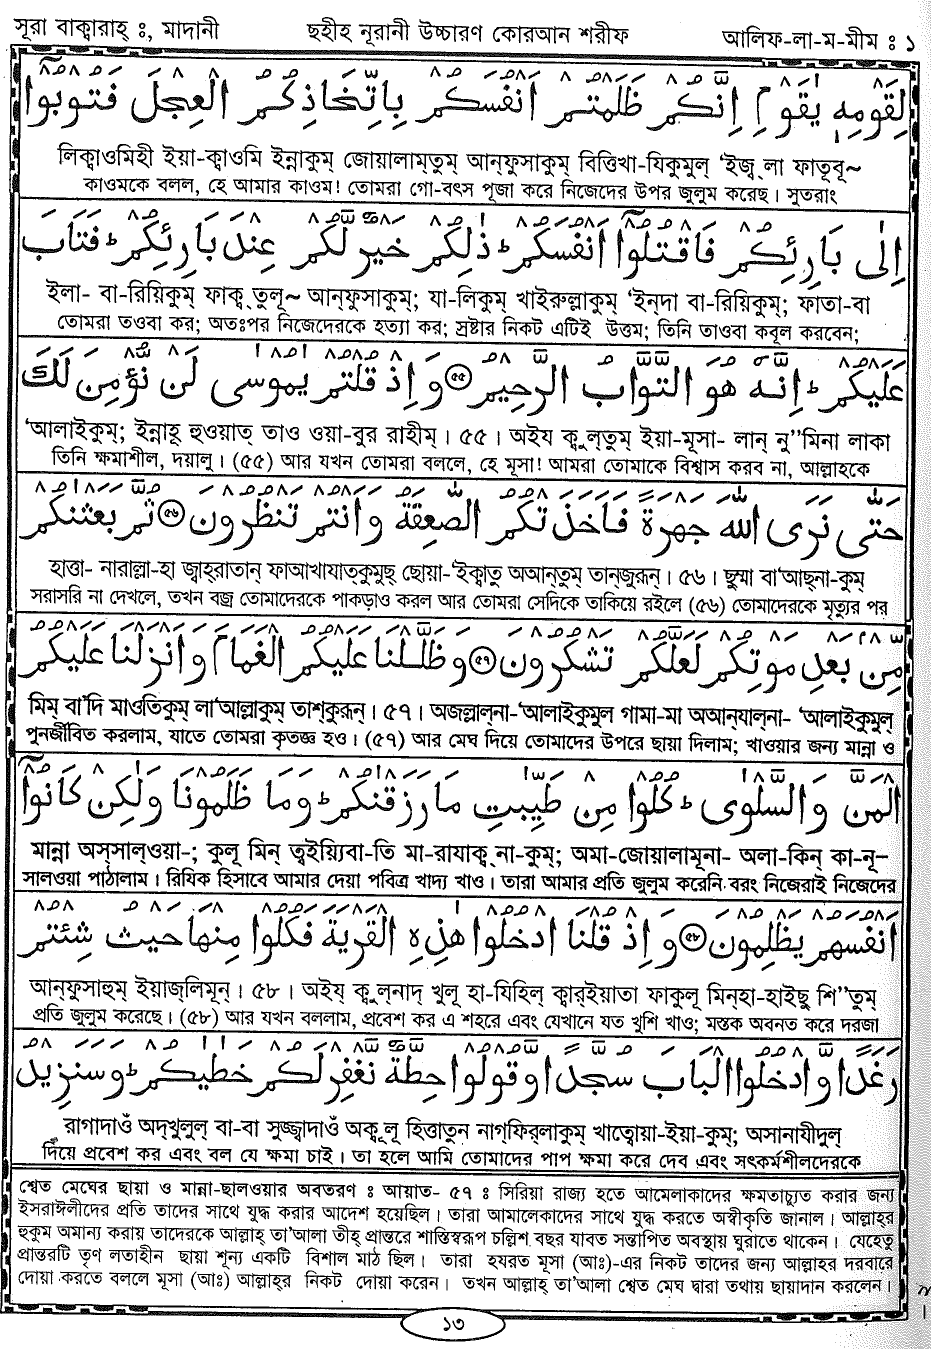 সূরা বাক্বারাহ্ ঃ, মাদানী ছহীহ নূরানী উচ্চারণ কোরআন শরীফ আলিফ-লা-ম-মীম ঃ ১
لِقَوْمِهٖ يٰقَوْمِ اِنَّكُمْ ظَلَمْتُمْ اَنْفُسَكُمْ بِاتِّخَاذِكُمُ الْعِجْلَ فَتُوْبُوْۤا
লিক্বাওমিহী ইয়া-ক্বাওমি ইন্নাকুম্ জোয়ালাম্তুম্ আন্ফুসাকুম্ বিত্তিখা-যিকুমুল্ ‘ইজ্ব্লা ফাতূবূ~
কাওমকে বলল, হে আমার কাওম! তোমরা গো-বৎস পূজা করে নিজেদের উপর জুলুম করেছ। সুতরাং
اِلٰى بَارِئِكُمْ فَاقْتُلُوْۤا اَنْفُسَكُمْ ؕ ذٰلِكُمْ خَيْرٌ لَّكُمْ عِنْدَ بَارِئِكُمْ ؕ فَتَابَ
ইলা- বা-রিয়িকুম্ ফাক্ব্তুলূ~ আন্ফুসাকুম্; যা-লিকুম্ খাইরুল্লাকুম্ ‘ইন্দা বা-রিয়িকুম্; ফাতা-বা
তোমরা তওবা কর; অতঃপর নিজেদেরকে হত্যা কর; স্রষ্টার নিকট এটিই উত্তম; তিনি তাওবা কবূল করবেন;
عَلَيْكُمْ ؕ اِنَّهٗ هُوَ التَّوَّابُ الرَّحِيْمُ ﴿৫৫﴾ وَاِذْ قُلْتُمْ يٰمُوْسٰى لَنْ نُّؤْمِنَ لَكَ
‘আলাইকুম্; ইন্নাহূ হুওয়াত্ তাও ওয়া-বুর রাহীম্। ৫৫। অইয ক্বুল্তুম্ ইয়া-মূসা- লান্ নু”মিনা লাকা
তিনি ক্ষমাশীল, দয়ালু। (৫৫) আর যখন তোমরা বললে, হে মূসা! আমরা তোমাকে বিশ্বাস করব না, আল্লাহকে
حَتّٰى نَرَى اللّٰهَ جَهْرَةً فَاَخَذَتْكُمُ الصّٰعِقَةُ وَاَنْتُمْ تَنْظُرُوْنَ ﴿৫৬﴾ ثُمَّ بَعَثْنٰكُمْ
হাত্তা- নারাল্লা-হা জ্বাহ্রাতান্ ফাআখাযাত্কুমুছ্ ছোয়া-‘ইক্বাতু অআন্তুম্ তান্জুরূন্। ৫৬। ছুম্মা বা‘আছ্না-কুম্
সরাসরি না দেখলে, তখন বজ্র তোমাদেরকে পাকড়াও করল আর তোমরা সেদিকে তাকিয়ে রইলে (৫৬) তোমাদেরকে মৃত্যুর পর
مِّنْۢ بَعْدِ مَوْتِكُمْ لَعَلَّكُمْ تَشْكُرُوْنَ ﴿৫৭﴾ وَظَلَّلْنَا عَلَيْكُمُ الْغَمَامَ وَاَنْزَلْنَا عَلَيْكُمُ
মিম্ বা‘দি মাওতিকুম্ লা‘আল্লাকুম্ তাশ্কুরূন্। ৫৭। অজল্লাল্না-‘আলাইকুমুল গামা-মা অআন্যাল্না- ‘আলাইকুমুল্
পুনর্জীবিত করলাম, যাতে তোমরা কৃতজ্ঞ হও। (৫৭) আর মেঘ দিয়ে তোমাদের উপরে ছায়া দিলাম; খাওয়ার জন্য মান্না ও
الْمَنَّ وَالسَّلْوٰى ؕ كُلُوْا مِنْ طَيِّبٰتِ مَا رَزَقْنٰكُمْ ؕ وَمَا ظَلَمُوْنَا وَلٰكِنْ كَانُوْۤا
মান্না অস্সাল্ওয়া-; কুলূ মিন্ ত্বইয়্যিবা-তি মা-রাযাক্ব্না-কুম্; অমা-জোয়ালামূনা- অলা-কিন্ কা-নূ–
সালওয়া পাঠালাম। রিযিক হিসাবে আমার দেয়া পবিত্র খাদ্য খাও। তারা আমার প্রতি জুলুম করেনি বরং নিজেরাই নিজেদের
اَنْفُسَهُمْ يَظْلِمُوْنَ ﴿৫৮﴾ وَاِذْ قُلْنَا ادْخُلُوْا هٰذِهِ الْقَرْيَةَ فَكُلُوْا مِنْهَا حَيْثُ شِئْتُمْ
আন্ফুসাহুম্ ইয়াজ্লিমূন্। ৫৮। অইয্ ক্বুল্নাদ্ খুলূ হা-যিহিল্ ক্বার্ইয়াতা ফাকুলূ মিন্হা-হাইছু শি”তুম্
প্রতি জুলুম করেছে। (৫৮) আর যখন বললাম, প্রবেশ কর এ শহরে এবং যেখানে যত খুশি খাও; মস্তক অবনত করে দরজা
رَغَدًا وَّادْخُلُوا الْبَابَ سُجَّدًا وَّقُوْلُوْا حِطَّةٌ نَّغْفِرْ لَكُمْ خَطٰيٰكُمْ ؕ وَسَنَزِيْدُ
রাগাদাওঁ অদ্খুলুল্ বা-বা সুজ্জ্বাদাওঁ অক্বূলূ হিত্তাতুন নাগ্ফির্লাকুম্ খাত্বোয়া-ইয়া-কুম্; অসানাযীদুল্
দিয়ে প্রবেশ কর এবং বল যে ক্ষমা চাই। তা হলে আমি তোমাদের পাপ ক্ষমা করে দেব এবং সৎকর্মশীলদেরকে
শ্বেত মেঘের ছায়া ও মান্না-ছালওয়ার অবতরণ ঃ আয়াত- ৫৭ ঃ সিরিয়া রাজ্য হতে আমেলাকাদের ক্ষমতাচ্যুত করার জন্য
ইসরাঈলীদের প্রতি তাদের সাথে যুদ্ধ করার আদেশ হয়েছিল। তারা আমালেকাদের সাথে যুদ্ধ করতে অস্বীকৃতি জানাল। আল্লাহ্র
হুকুম অমান্য করায় তাদেরকে আল্লাহ্ তা’আলা তীহ্ প্রান্তরে শাস্তিস্বরূপ চল্লিশ বছর যাবত সন্তাপিত অবস্থায় ঘুরাতে থাকেন। যেহেতু
প্রান্তরটি তৃণ লতাহীন ছায়া শূন্য একটি বিশাল মাঠ ছিল। তারা হযরত মূসা (আঃ)-এর নিকট তাদের জন্য আল্লাহর দরবারে
দোয়া করতে বললে মূসা (আঃ) আল্লাহ্র নিকট দোয়া করেন। তখন আল্লাহ্ তা’আলা শ্বেত মেঘ দ্বারা তথায় ছায়াদান করলেন।
১৩